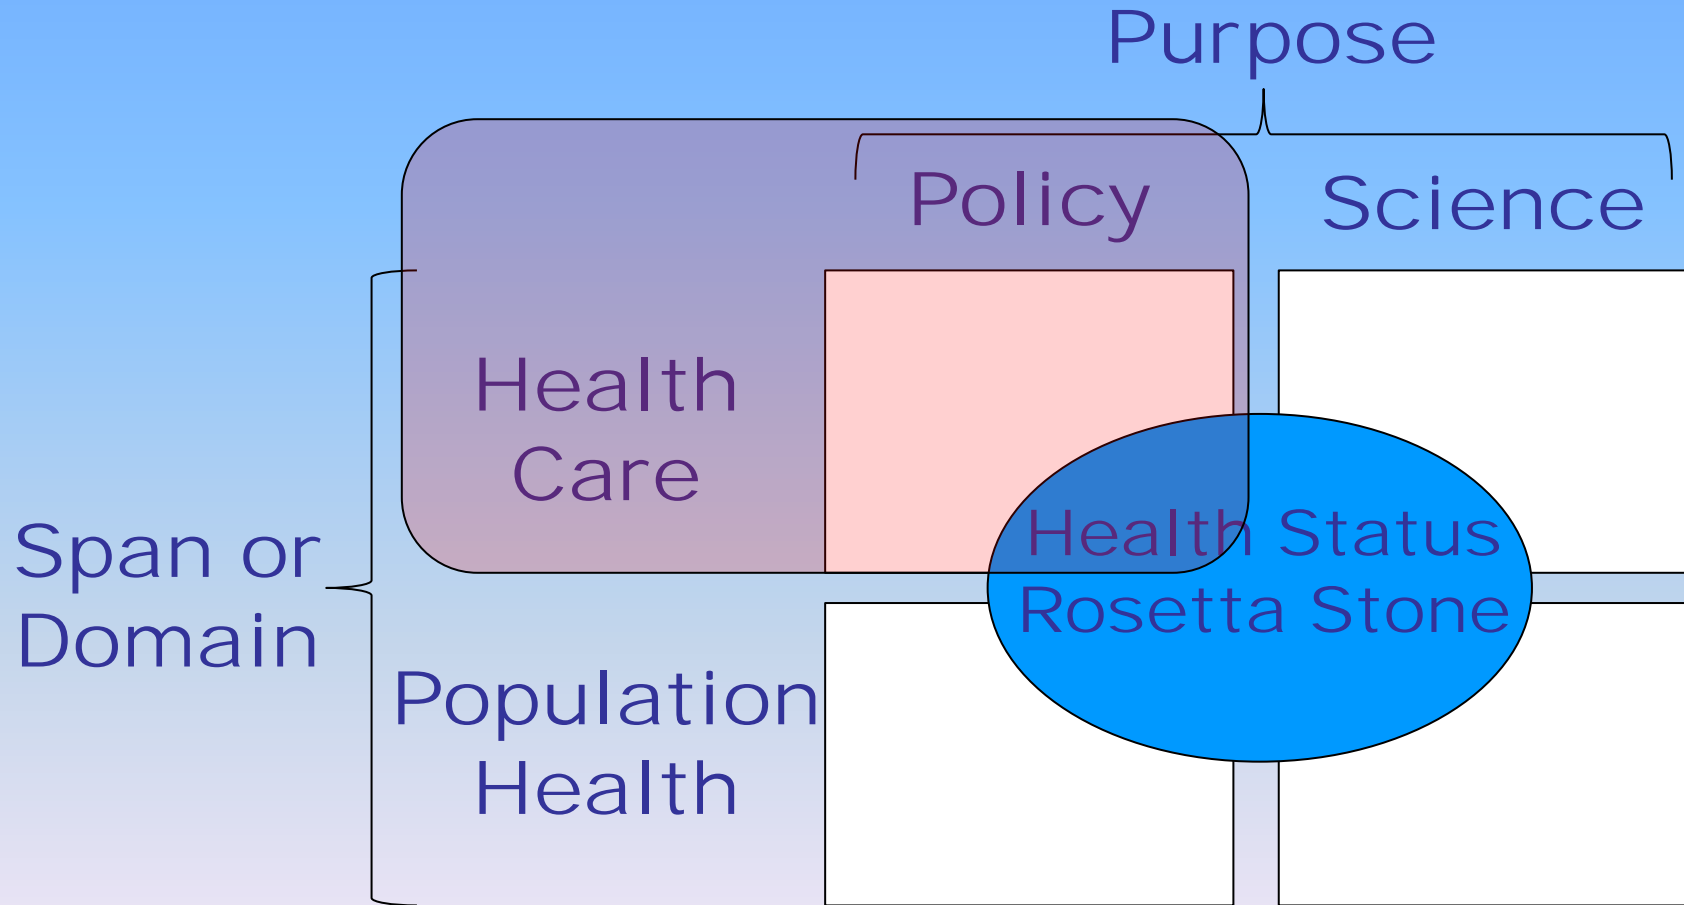 Purpose
Policy
Science
Health
Care
Health Status
Rosetta Stone
Span or
Domain
Population
Health